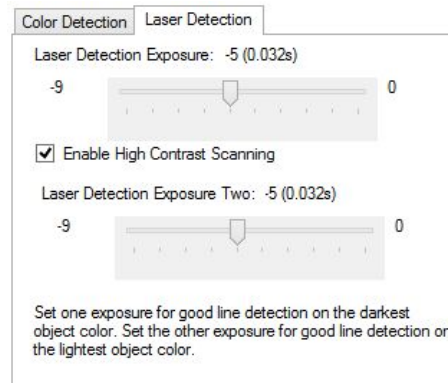 Color Detection Laser Detection
Laser Detection Exposure: -5 (0.032s)
-9 0
Enable High Contrast Scanning
Laser Detection Exposure Two: -5 (0.032s)
-9 0
Set one exposure for good line detection on the darkest
object color. Set the other exposure for good line detection on
the lightest object color.